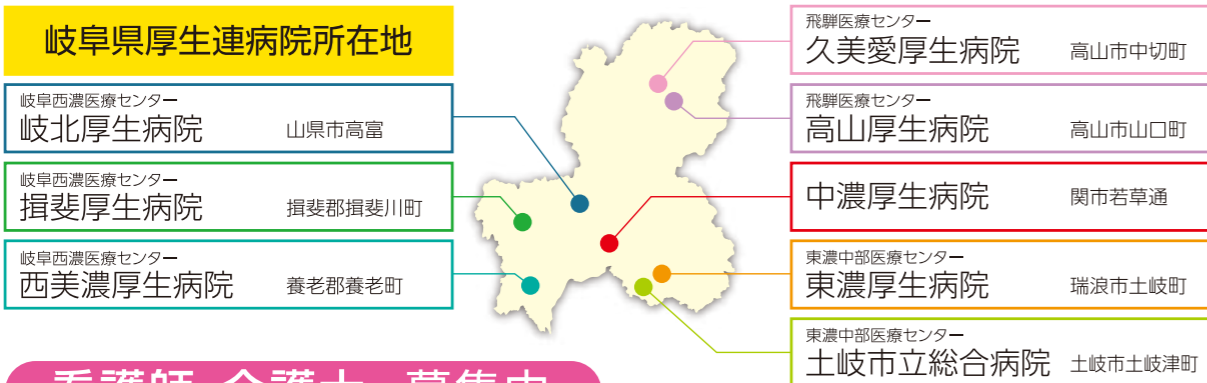 岐阜県厚生連病院所在地
岐阜西濃医療センター
岐北厚生病院 山県市高富
岐阜西濃医療センター
揖斐厚生病院 揖斐郡揖斐川町
岐阜西濃医療センター
西美濃厚生病院 養老郡養老町
飛騨医療センター
久美愛厚生病院 高山市中切町
飛騨医療センター
高山厚生病院 高山市山口町
中濃厚生病院 関市若草通
東濃中部医療センター
東濃厚生病院 瑞浪市土岐町
東濃中部医療センター
土岐市立総合病院 土岐市土岐津町
看護師 介護士 募集中